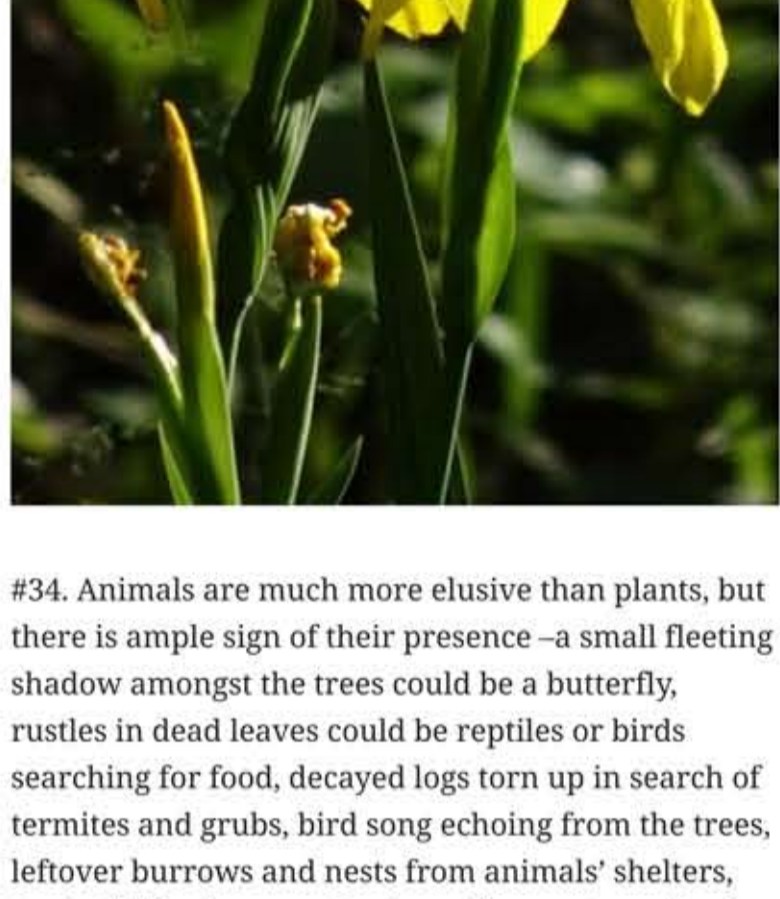 #34. Animals are much more elusive than plants, but
there is ample sign of their presence –a small fleeting
shadow amongst the trees could be a butterfly,
rustles in dead leaves could be reptiles or birds
searching for food, decayed logs torn up in search of
termites and grubs, bird song echoing from the trees,
leftover burrows and nests from animals’ shelters,